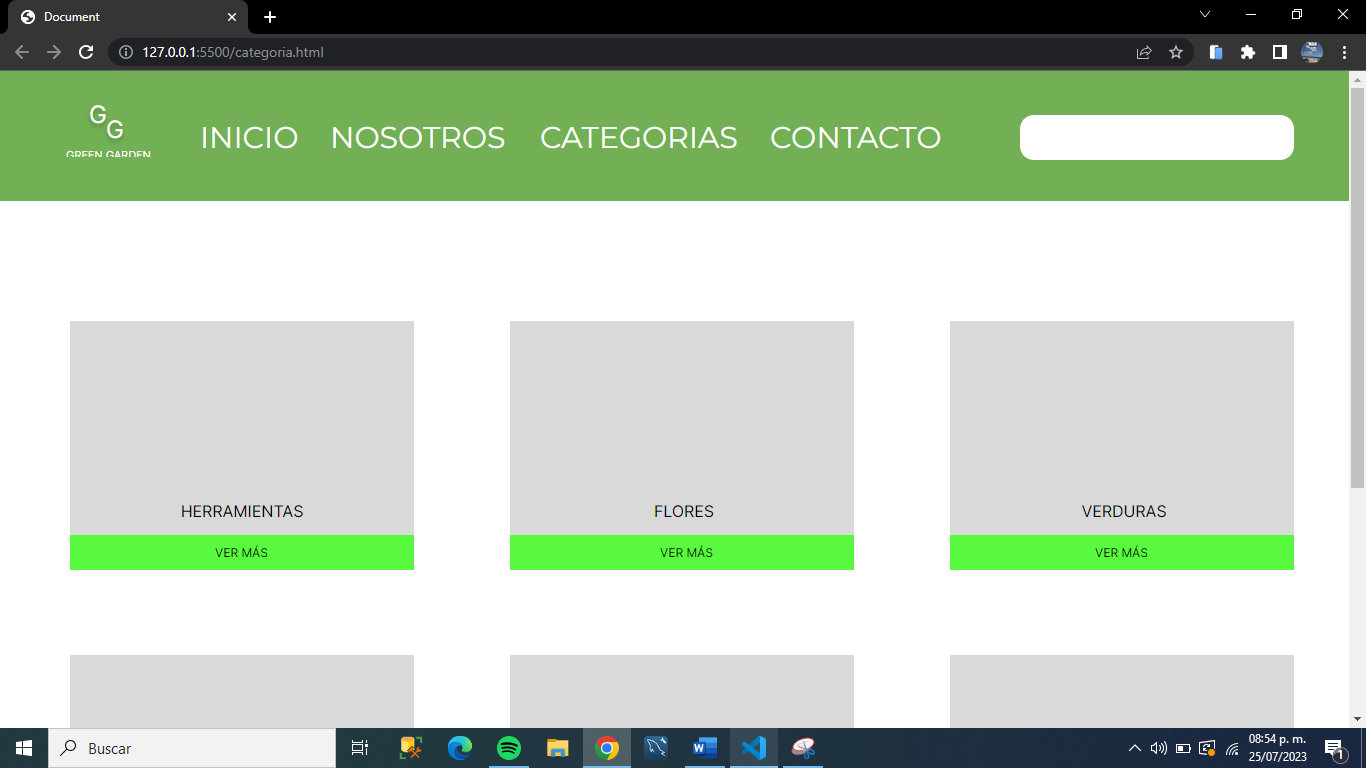 Document
127.0.0.1:5500/categoria.html
G
G
GREEN GARDEN
INICIO NOSOTROS CATEGORIAS CONTACTO
HERRAMIENTAS FLORES VERDURAS
VER MÁS VER MÁS VER MÁS
Buscar
08:54 p. m.
25/07/2023
1